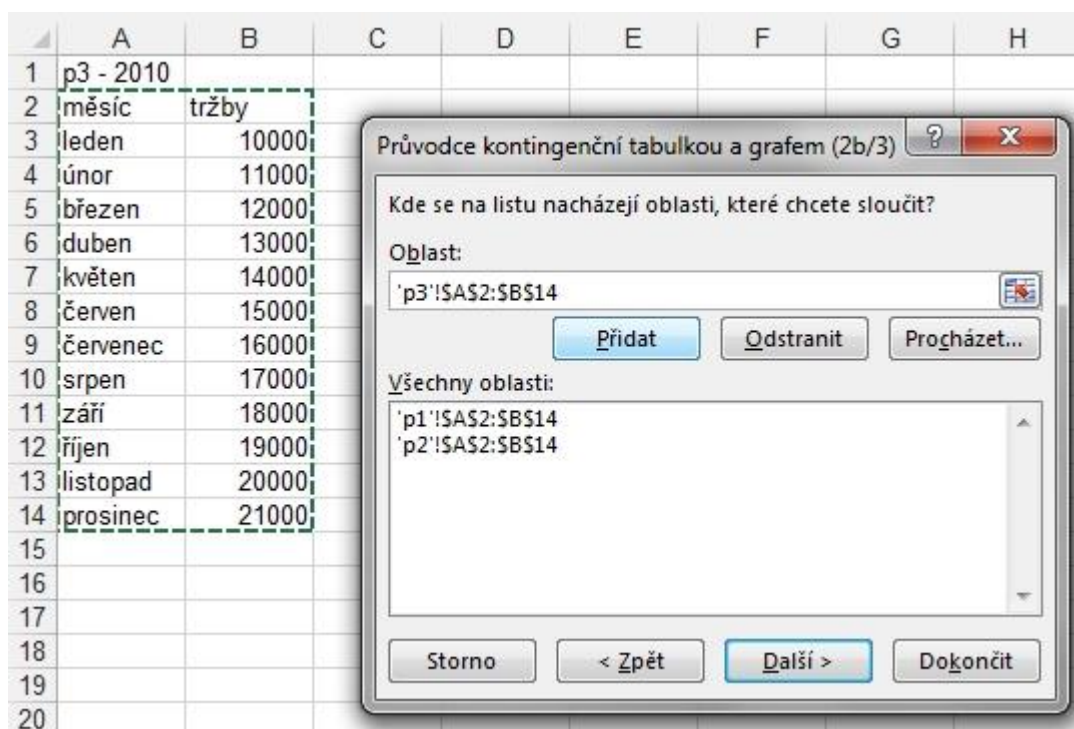 A B C D E F G H
1 p3 - 2010
2 měsíc tržby
3 leden 10000
4 únor 11000
5 březen 12000
6 duben 13000
7 květen 14000
8 červen 15000
9 červenec 16000
10 srpen 17000
11 září 18000
12 říjen 19000
13 listopad 20000
14 prosinec 21000
15
16
17
18
19
20
Průvodce kontingenční tabulkou a grafem (2b/3) ? X
Kde se na listu nacházejí oblasti, které chcete sloučit?
Oblast:
'p3'!$A$2:$B$14
Přidat Odstranit Procházet...
Všechny oblasti:
'p1'!$A$2:$B$14
'p2'!$A$2:$B$14
Storno < Zpět Další > Dokončit